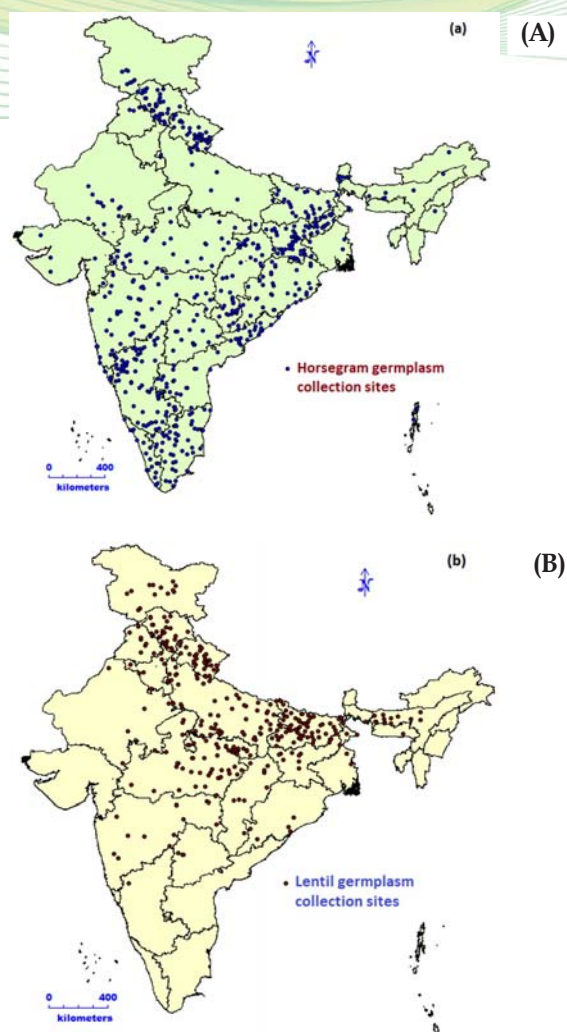 (a)
(A)
N
Horsegram germplasm
collection sites
0 400
kilometers
(b)
(B)
N
Lentil germplasm
collection sites
0 400
kilometers